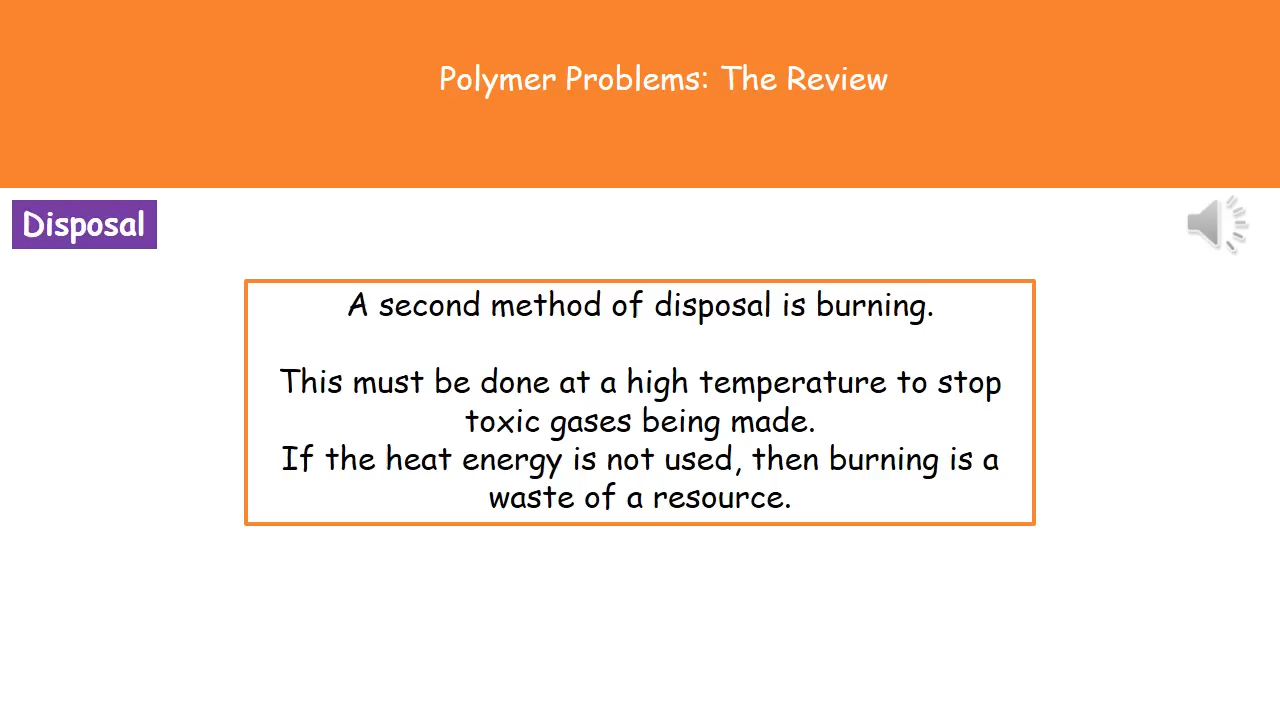 Polymer Problems: The Review
Disposal
A second method of disposal is burning.
This must be done at a high temperature to stop
toxic gases being made.
If the heat energy is not used, then burning is a
waste of a resource.